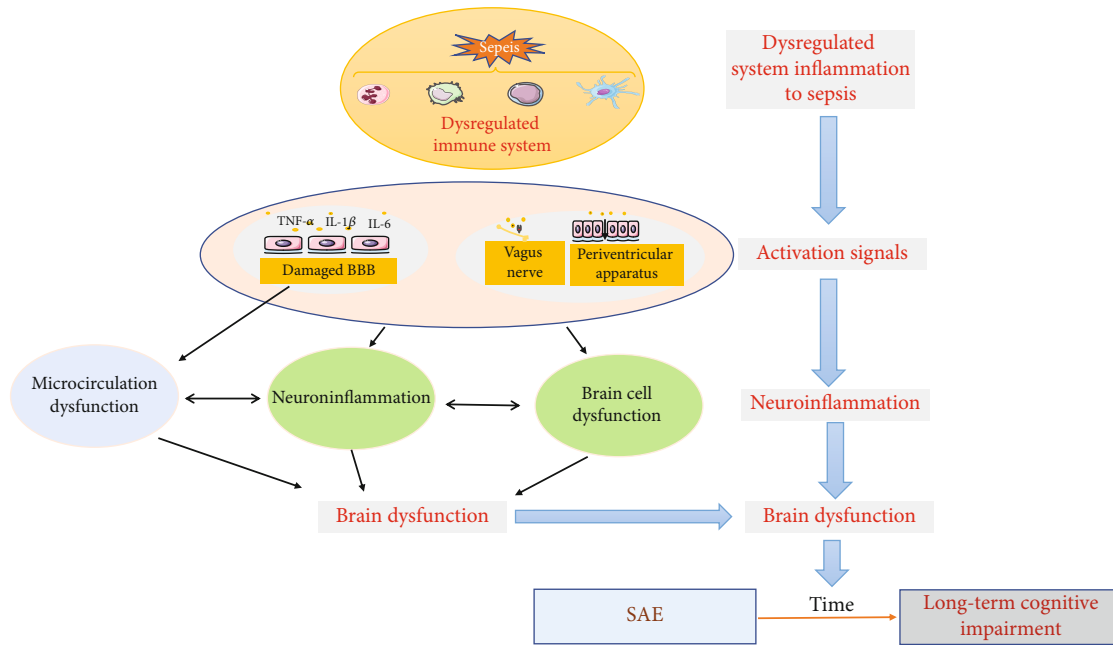 Sepeis
Dysregulated
immune system
Dysregulated
system inflammation
to sepsis
TNF-α IL-1β IL-6
Damaged BBB
Vagus
nerve
Periventricular
apparatus
Activation signals
Microcirculation
dysfunction
Neuroninflammation
Brain cell
dysfunction
Neuroinflammation
Brain dysfunction
Brain dysfunction
SAE
Time
Long-term cognitive
impairment